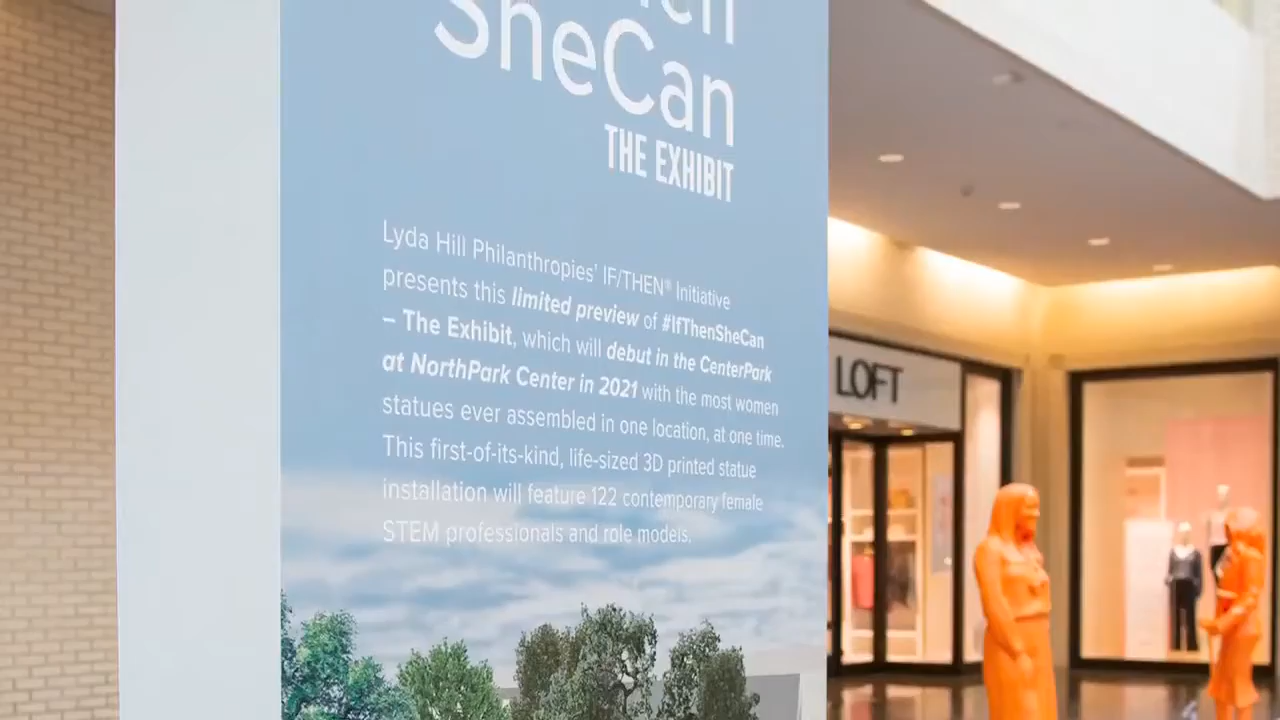 SheCan
THE EXHIBIT
Lyda Hill Philanthropies' IF/THEN® Initiative
presents this limited preview of #IfThenSheCan
– The Exhibit, which will debut in the CenterPark
at NorthPark Center in 2021 with the most women
statues ever assembled in one location, at one time.
This first-of-its-kind, life-sized 3D printed statue
installation will feature 122 contemporary female
STEM professionals and role models.
LOFT